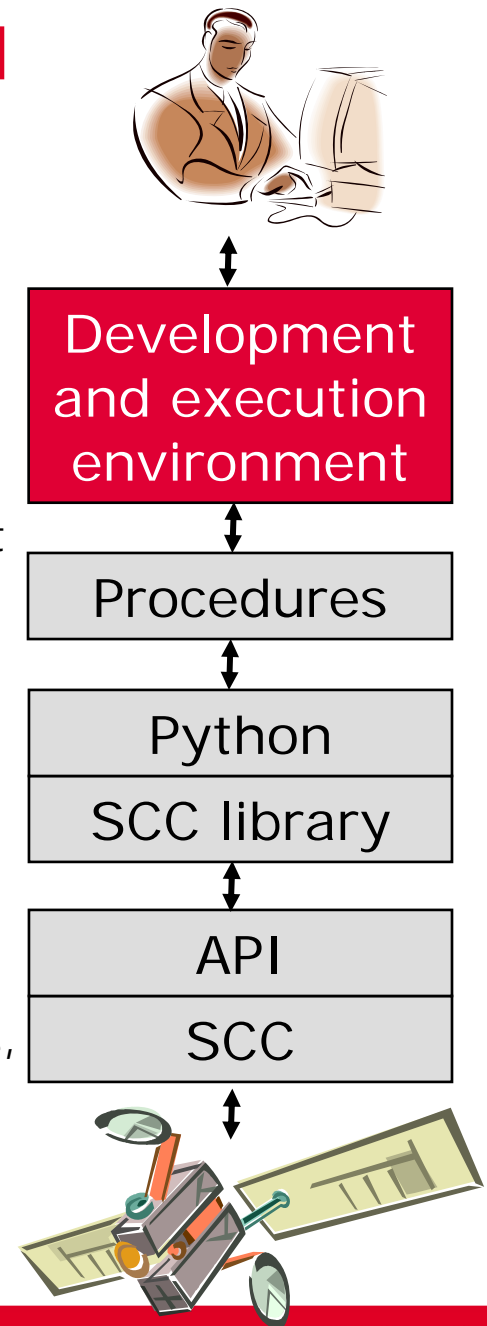 Development
and execution
environment
Procedures
Python
SCC library
API
SCC